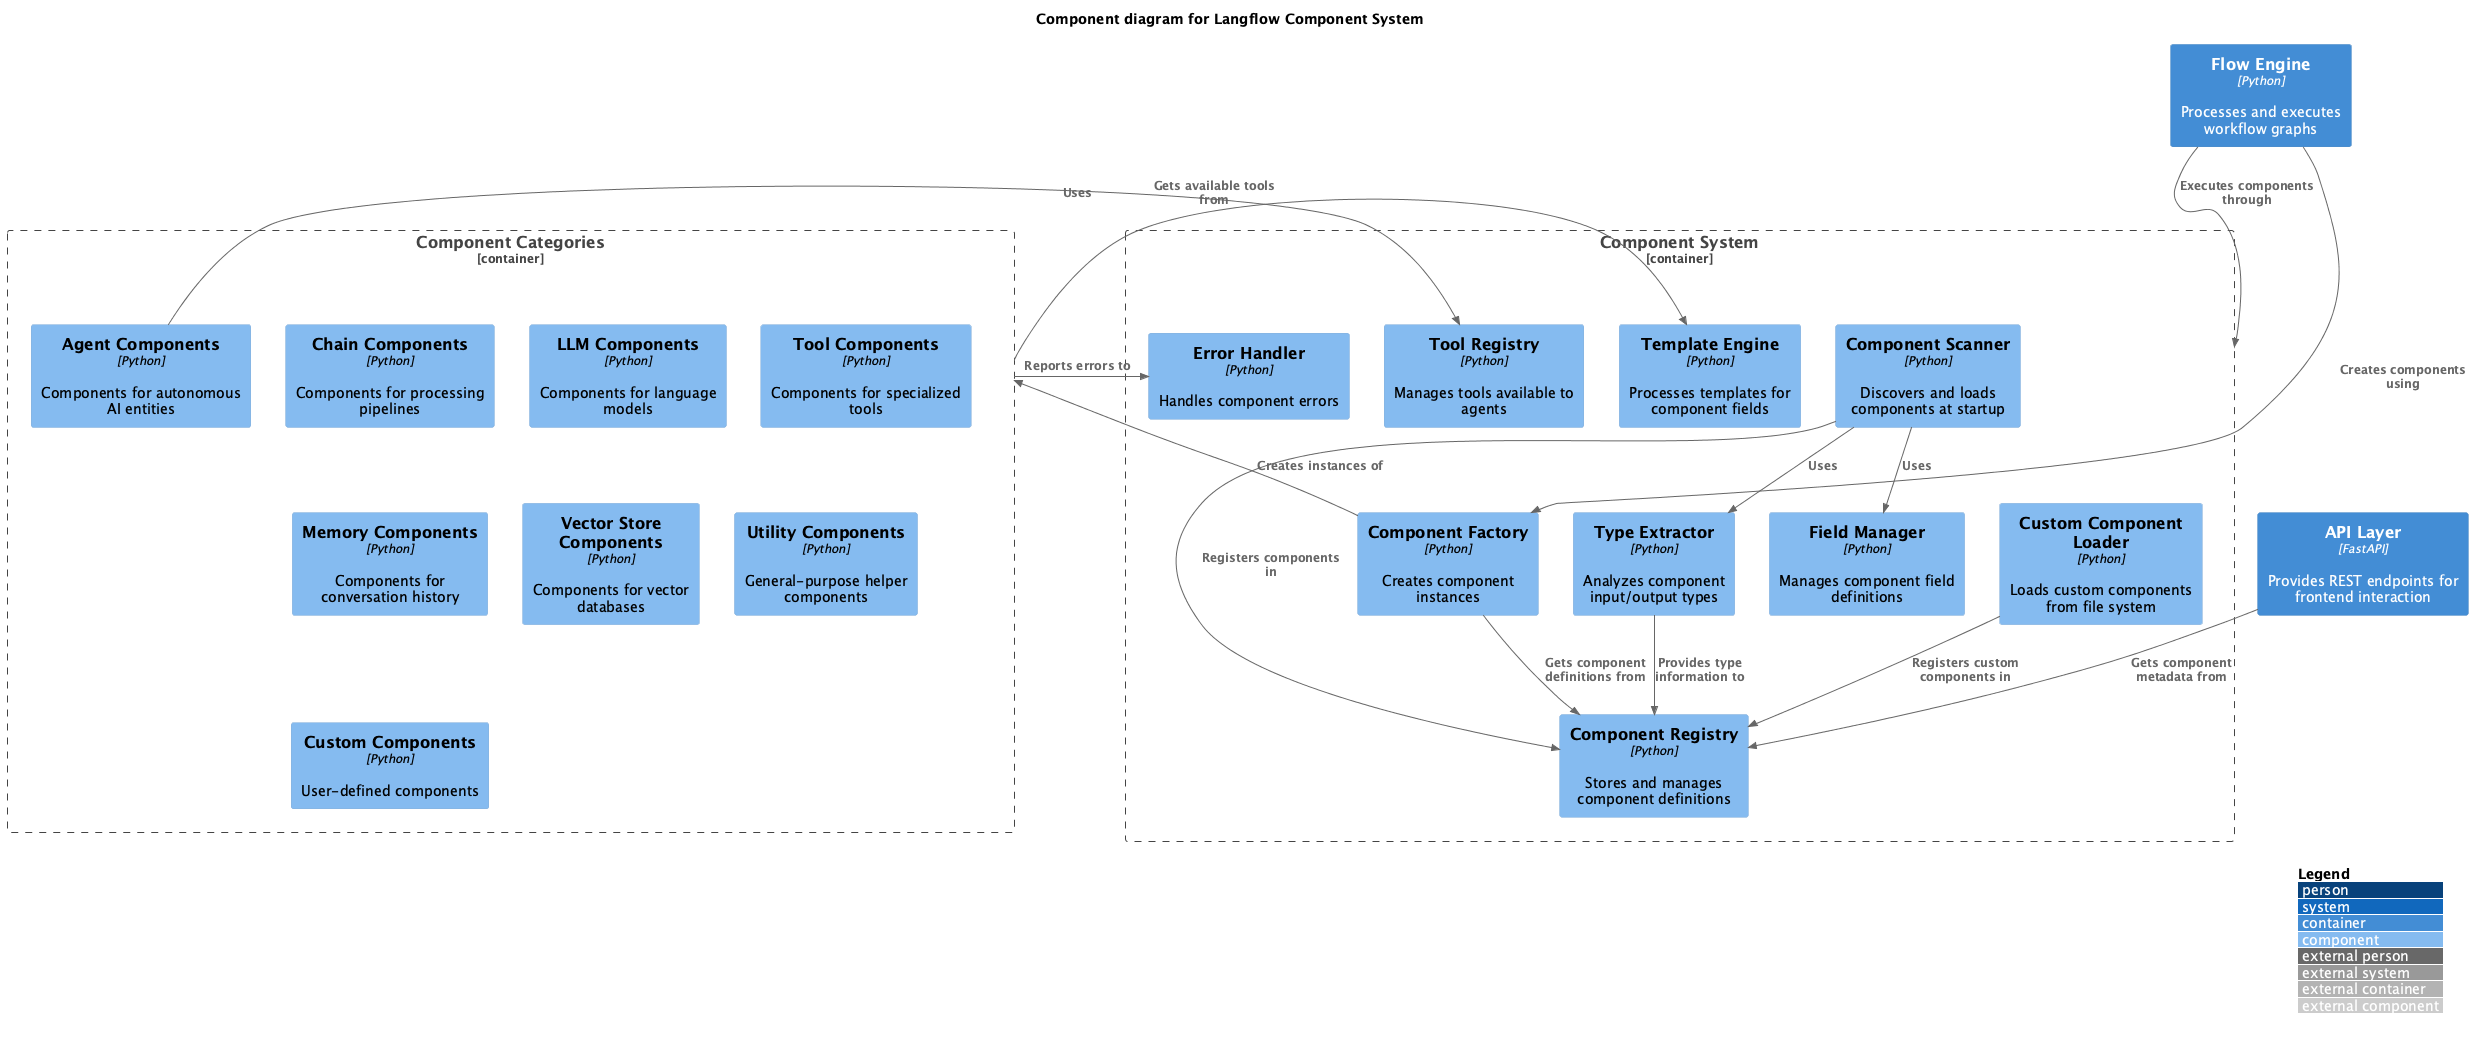 Component diagram for Langflow Component System
Flow Engine
[Python]
Processes and executes
workflow graphs
Uses
Gets available tools
from
Executes components
through
Component Categories
[container]
Component System
[container]
Agent Components
[Python]
Components for autonomous
AI entities
Chain Components
[Python]
Components for processing
pipelines
LLM Components
[Python]
Components for language
models
Tool Components
[Python]
Components for specialized
tools
Reports errors to
Error Handler
[Python]
Handles component errors
Tool Registry
[Python]
Manages tools available to
agents
Template Engine
[Python]
Processes templates for
component fields
Component Scanner
[Python]
Discovers and loads
components at startup
Creates components
using
Creates instances of
Uses
Uses
Memory Components
[Python]
Components for
conversation history
Vector Store
Components
[Python]
Components for vector
databases
Utility Components
[Python]
General-purpose helper
components
Registers components
in
Component Factory
[Python]
Creates component
instances
Type Extractor
[Python]
Analyzes component
input/output types
Field Manager
[Python]
Manages component field
definitions
Custom Component
Loader
[Python]
Loads custom components
from file system
API Layer
[FastAPI]
Provides REST endpoints for
frontend interaction
Gets component
definitions from
Provides type
information to
Registers custom
components in
Gets component
metadata from
Custom Components
[Python]
User-defined components
Component Registry
[Python]
Stores and manages
component definitions
Legend
person
system
container
component
external person
external system
external container
external component